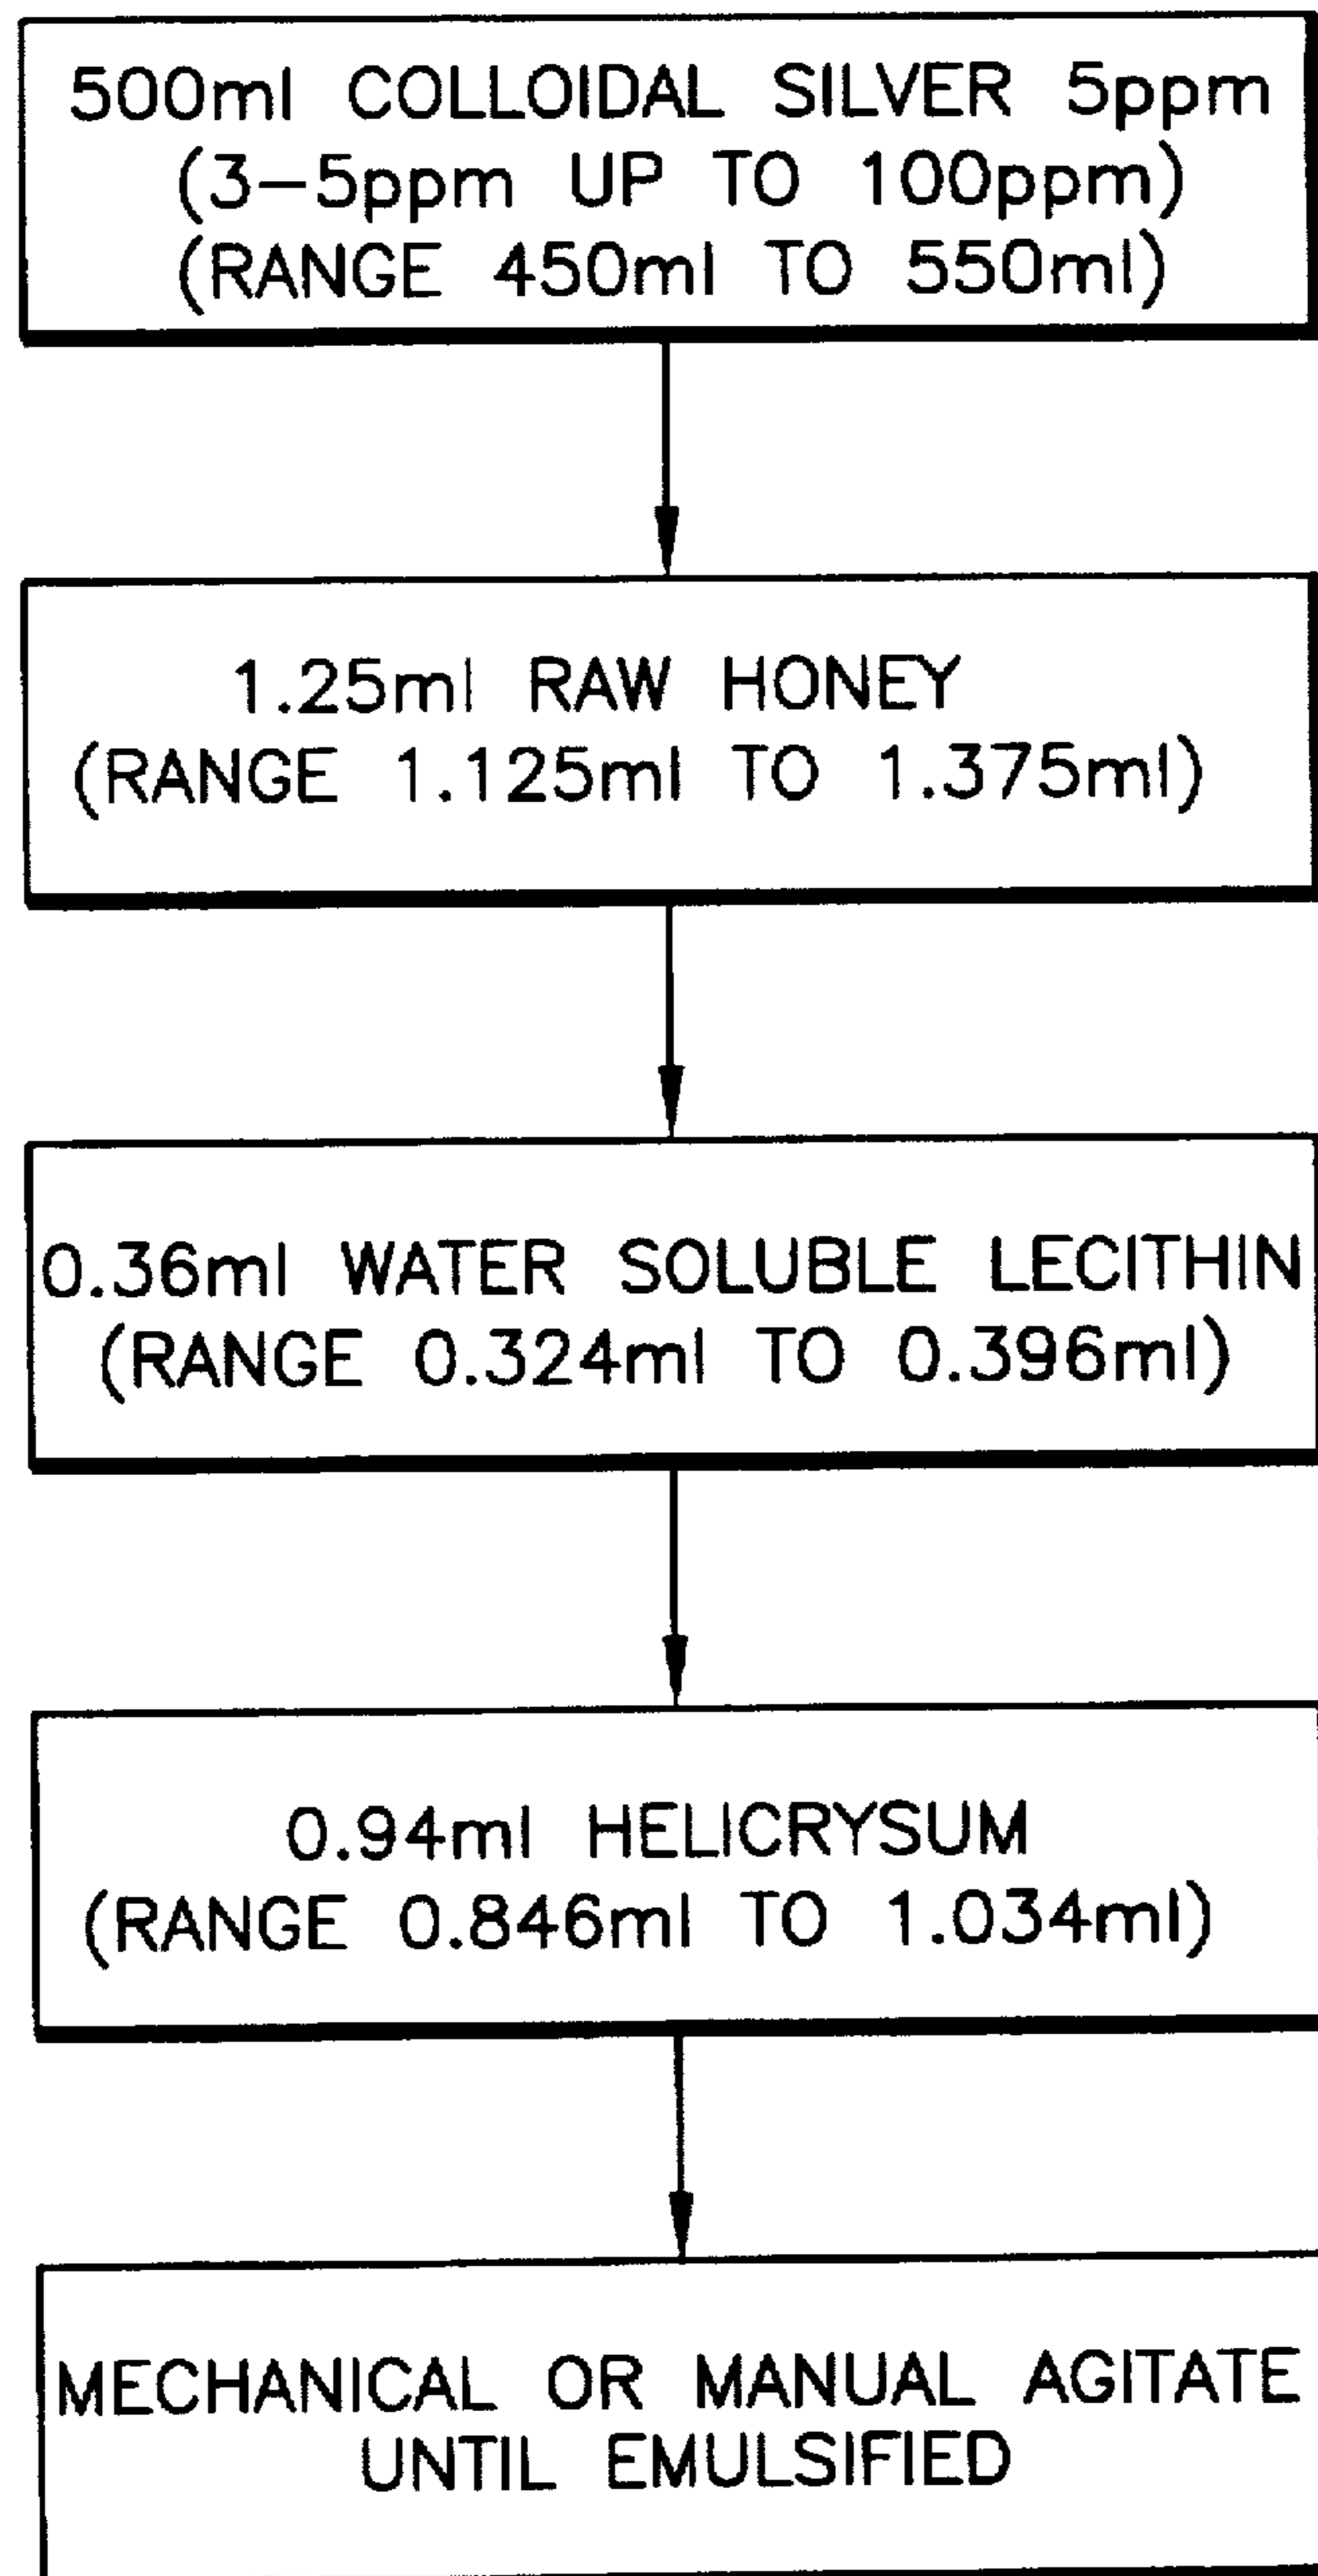 500ml COLLOIDAL SILVER 5ppm
(3-5ppm UP TO 100ppm)
(RANGE 450ml TO 550ml)
1.25ml RAW HONEY
(RANGE 1.125ml TO 1.375ml)
0.36ml WATER SOLUBLE LECITHIN
(RANGE 0.324ml TO 0.396ml)
0.94ml HELICRYSUM
(RANGE 0.846ml TO 1.034ml)
MECHANICAL OR MANUAL AGITATE
UNTIL EMULSIFIED